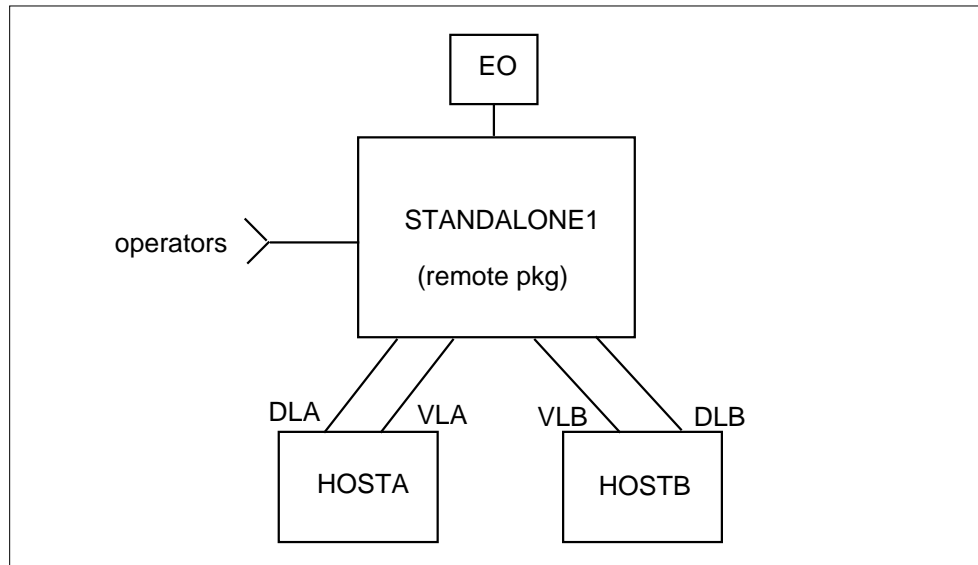 EO
STANDALONE1
operators
(remote pkg)
DLA
VLA
VLB
DLB
HOSTA
HOSTB